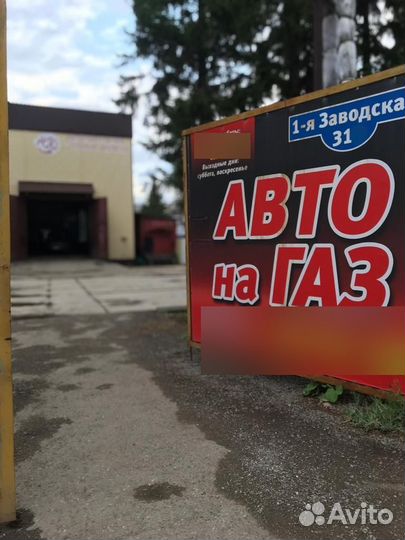 1-я Заводска
31
Выходные дни:
суббота, воскресенье
АВТО
на ГАЗ
Avito